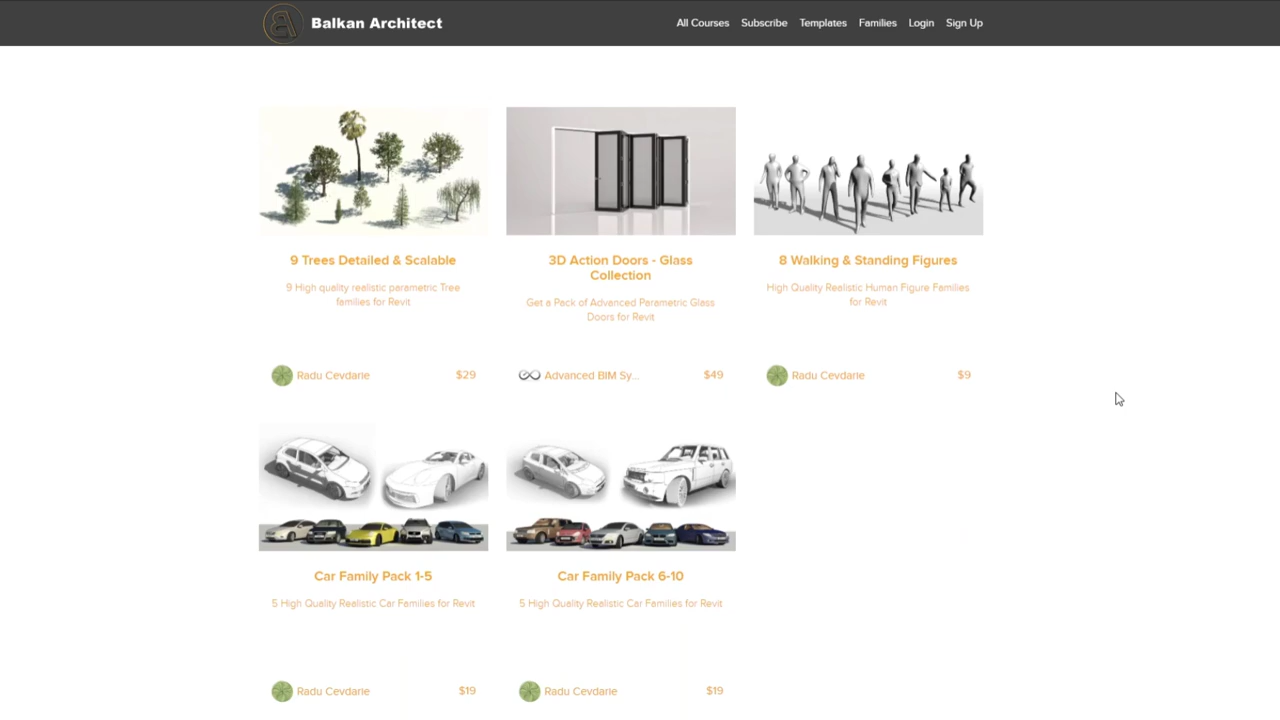 Balkan Architect
All Courses Subscribe Templates Families Login Sign Up
9 Trees Detailed & Scalable
9 High quality realistic parametric Tree
families for Revit
Radu Cevdarie $29
3D Action Doors - Glass
Collection
Get a Pack of Advanced Parametric Glass
Doors for Revit
Advanced BIM Sy... $49
8 Walking & Standing Figures
High Quality Realistic Human Figure Families
for Revit
Radu Cevdarie $9
Car Family Pack 1-5
5 High Quality Realistic Car Families for Revit
Radu Cevdarie $19
Car Family Pack 6-10
5 High Quality Realistic Car Families for Revit
Radu Cevdarie $19